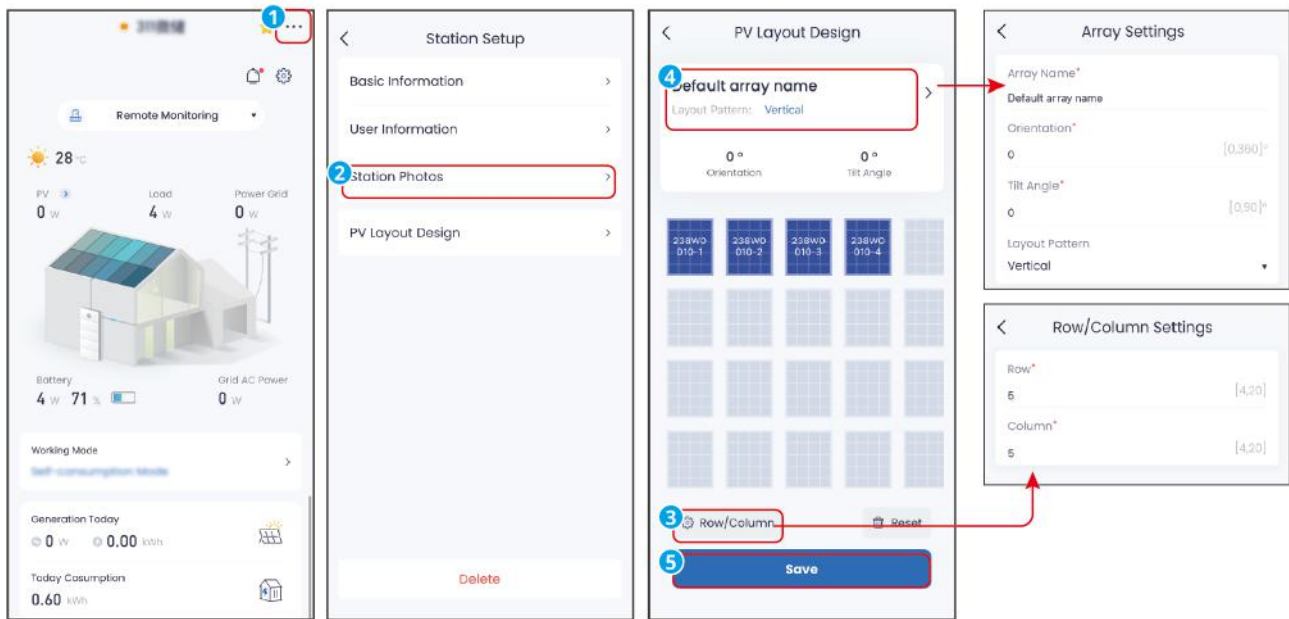 1
...
Remote Monitoring
28 °C
PV Load Power Grid
0 W 4 W 0 W
Battery Grid AC Power
4 W 71 % 0 W
Working Mode
Self-consumption Mode
Generation Today
0 W 0.00 kWh
Today Casumption
0.60 kWh
Station Setup
Basic Information
User Information
2
Station Photos
PV Layout Design
Delete
PV Layout Design
4
Default array name
Layout Pattern: Vertical
0 ° 0 °
Orientation Tilt Angle
238W0 238W0 238W0 238W0
010-1 010-2 010-3 010-4
3
Row/Column Reset
5
Save
Array Settings
Array Name*
Default array name
Orientation*
0 [0,360]°
Tilt Angle*
0 [0,90]°
Layout Pattern
Vertical
Row/Column Settings
Row*
5 [4,20]
Column*
5 [4,20]